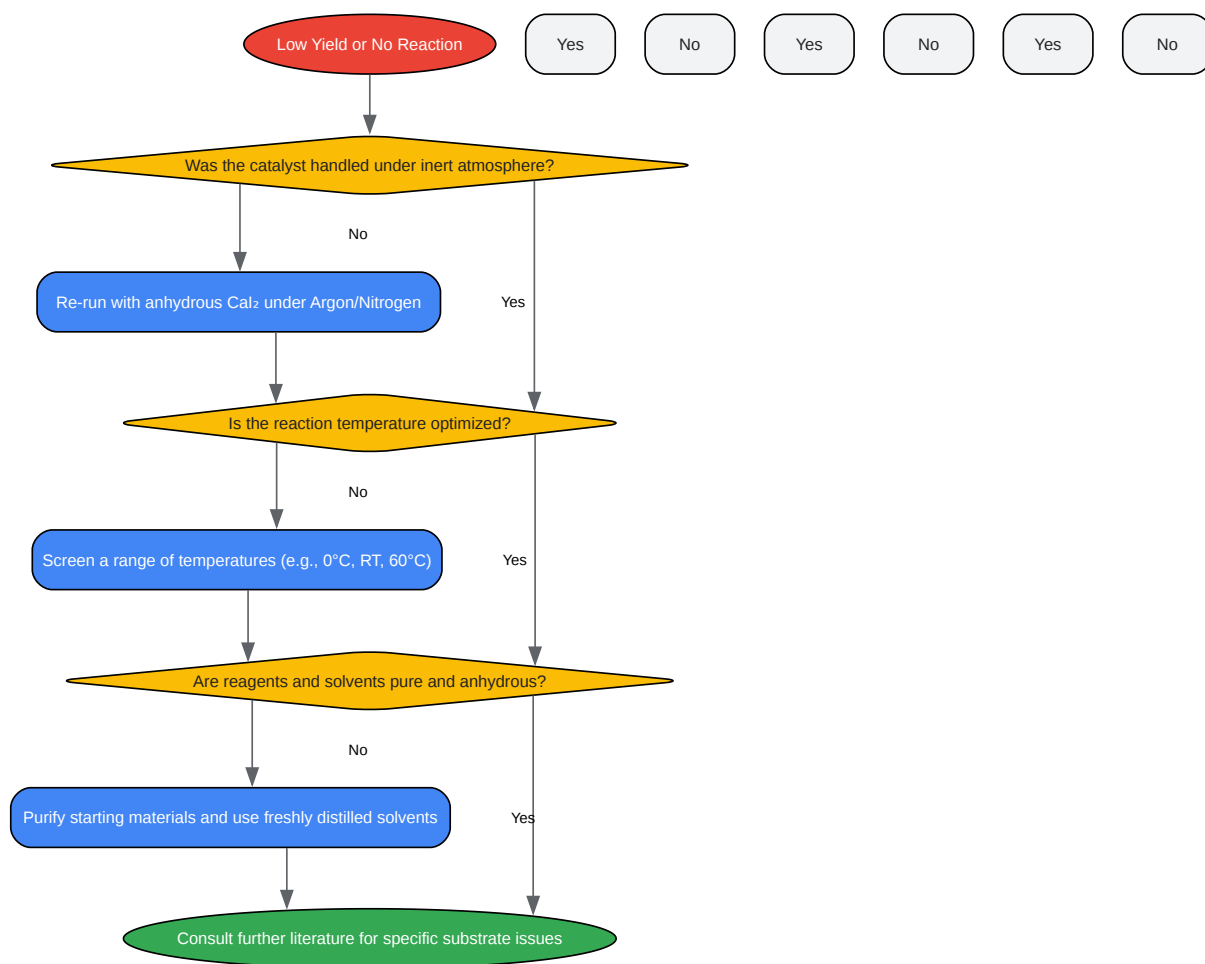 Low Yield or No Reaction
Yes
No
Yes
No
Yes
No
Was the catalyst handled under inert atmosphere?
No
Re-run with anhydrous CaI₂ under Argon/Nitrogen
Yes
Is the reaction temperature optimized?
No
Screen a range of temperatures (e.g., 0°C, RT, 60°C)
Yes
Are reagents and solvents pure and anhydrous?
No
Purify starting materials and use freshly distilled solvents
Yes
Consult further literature for specific substrate issues